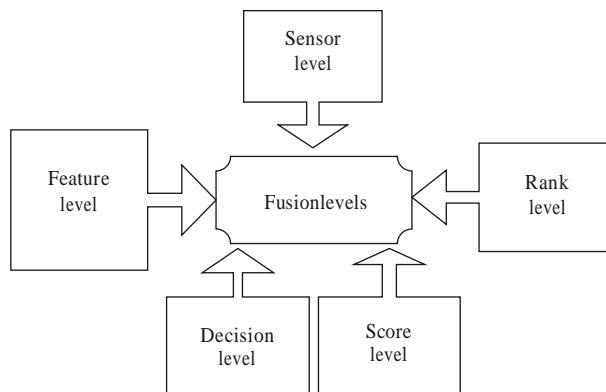 Sensor
level
Feature
level
Fusionlevels
Rank
level
Decision
level
Score
level